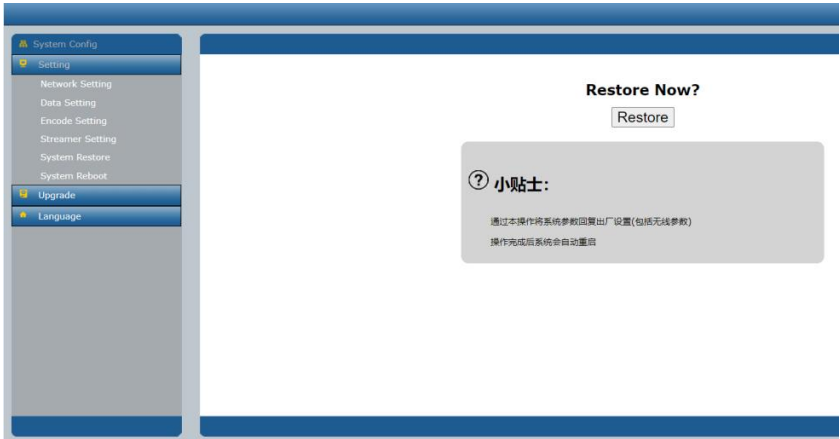 System Config
Setting
Network Setting
Data Setting
Encode Setting
Streamer Setting
System Restore
System Reboot
Upgrade
Language
Restore Now?
Restore
? 小贴士：
通过本操作将系统参数回复出厂设置(包括无线参数)
操作完成后系统会自动重启